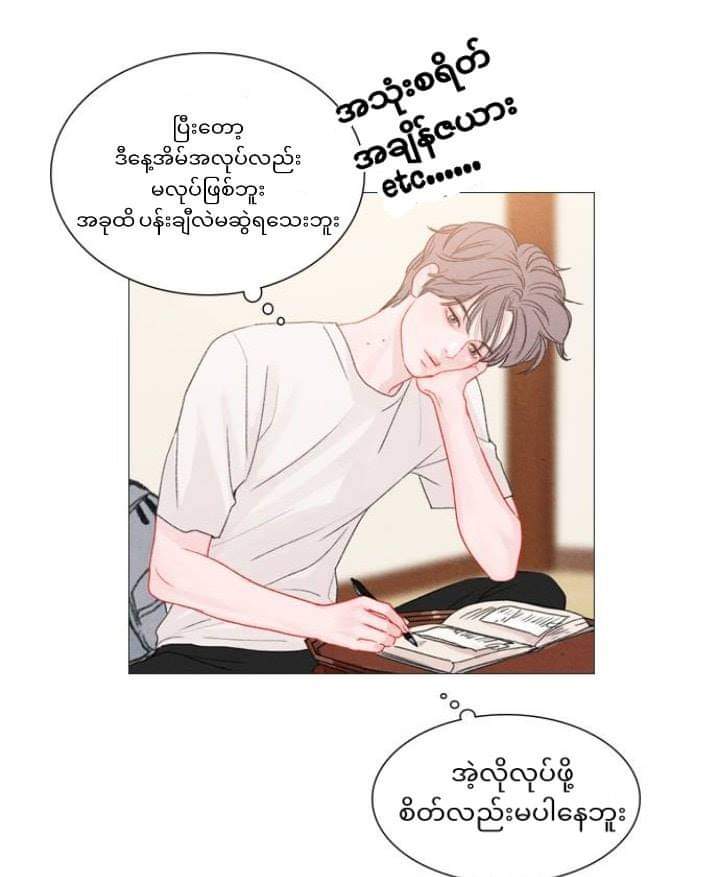 ပြီးတော့
ဒီနေ့အိမ်အလုပ်လည်း
မလုပ်ဖြစ်ဘူး
အခုထိ ပန်းချီလဲမဆွဲရသေးဘူး
အသုံးစရိတ်
အချိန်ဇယား
etc......
အဲ့လိုလုပ်ဖို့
စိတ်လည်းမပါနေဘူး